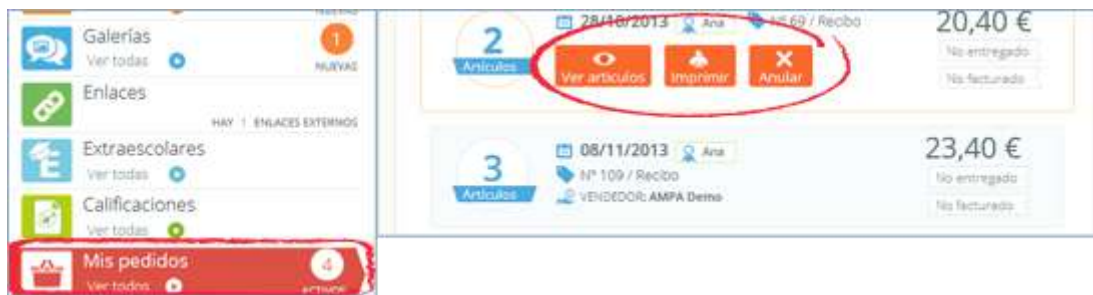 NUEVAS
Galerías
Ver todas
1
NUEVAS
Enlaces
HAY 1 ENLACES EXTERNOS
Extraescolares
Ver todas
Calificaciones
Ver todas
Mis pedidos
Ver todos
4
ACTIVOS
2
Artículos
28/10/2013 Ana Nº 69 / Recibo
Ver artículos Imprimir Anular
20,40 €
No entregado
No facturado
3
Artículos
08/11/2013 Ana
Nº 109 / Recibo
VENDEDOR: AMPA Demo
23,40 €
No entregado
No facturado